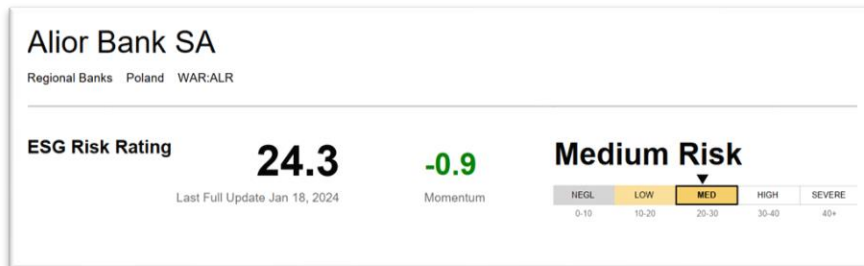 Alior Bank SA
Regional Banks Poland WAR:ALR
ESG Risk Rating
24.3
Last Full Update Jan 18, 2024
-0.9
Momentum
Medium Risk
NEGL LOW MED HIGH SEVERE
0-10 10-20 20-30 30-40 40+